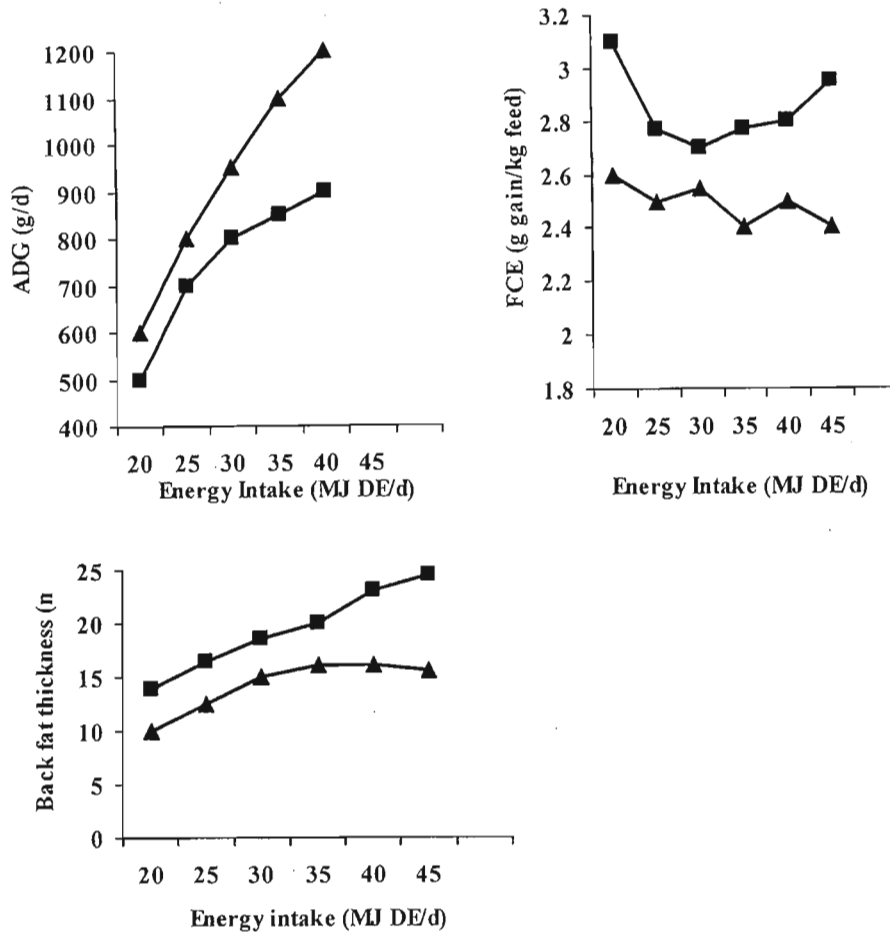 ADG (g/d)
1200
1100
1000
900
800
700
600
500
400
20 25 30 35 40 45
Energy Intake (MJ DE/d)
FCE (g gain/kg feed)
3.2
3
2.8
2.6
2.4
2.2
2
1.8
20 25 30 35 40 45
Energy Intake (MJ DE/d)
Back fat thickness (n
25
20
15
10
5
0
20 25 30 35 40 45
Energy intake (MJ DE/d)